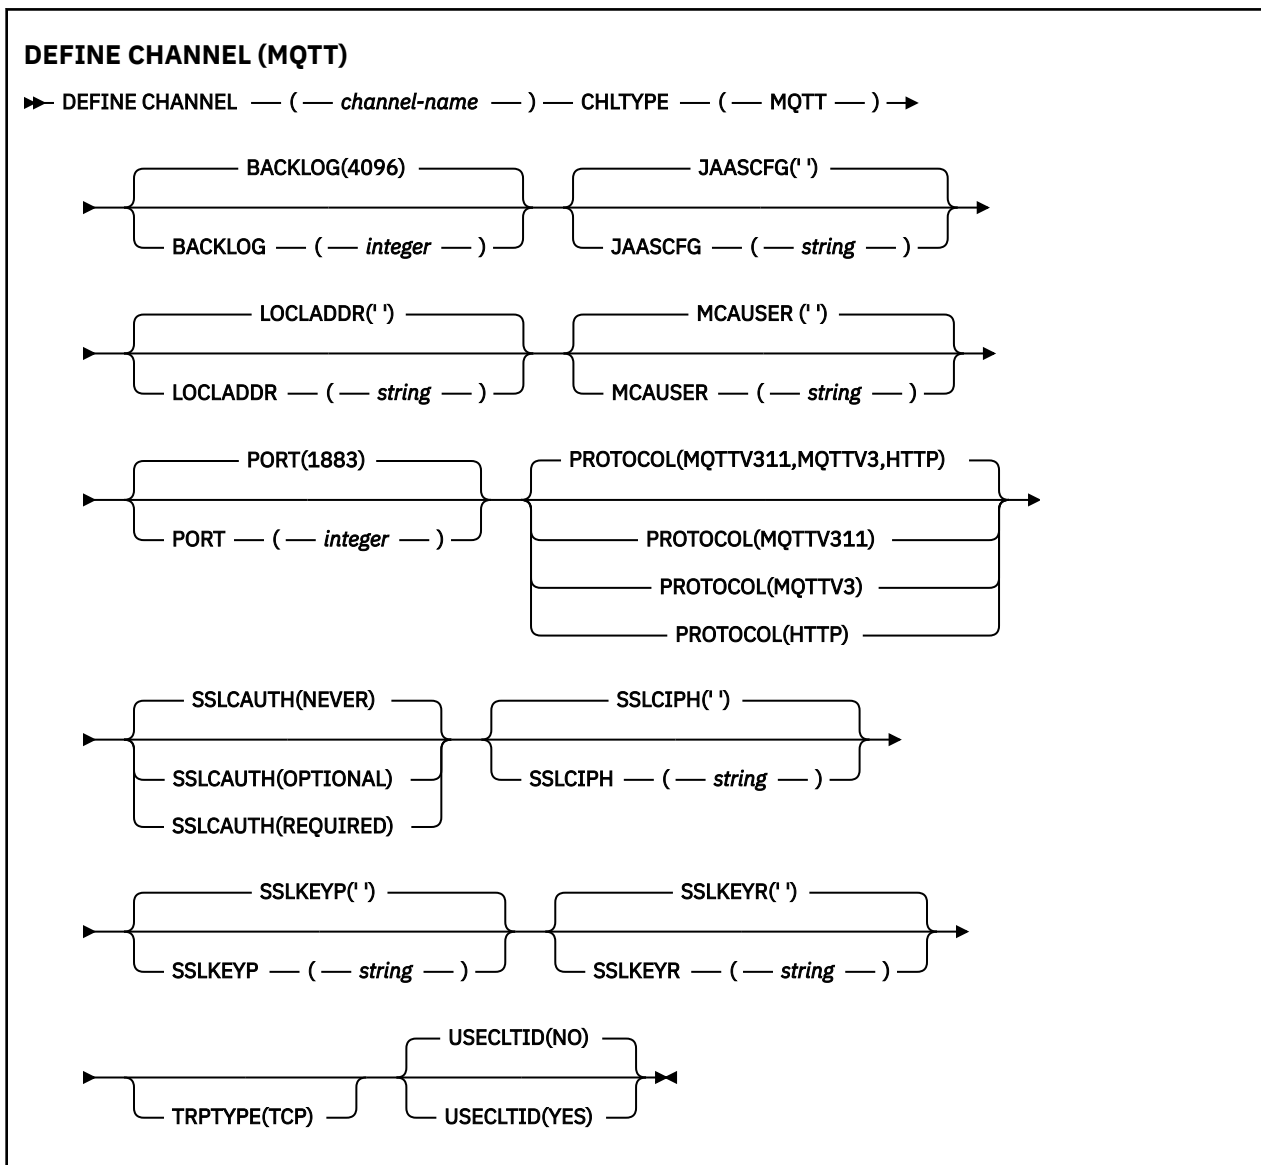 DEFINE CHANNEL (MQTT)
DEFINE CHANNEL ( channel-name ) CHLTYPE ( MQTT )
BACKLOG(4096) JAASCFG(' ')
BACKLOG ( integer ) JAASCFG ( string )
LOCLADDR(' ') MCAUSER (' ')
LOCLADDR ( string ) MCAUSER ( string )
PORT(1883) PROTOCOL(MQTTV311,MQTTV3,HTTP)
PORT ( integer ) PROTOCOL(MQTTV311)
PROTOCOL(MQTTV3)
PROTOCOL(HTTP)
SSLCAUTH(NEVER) SSLCIPH(' ')
SSLCAUTH(OPTIONAL) SSLCIPH ( string )
SSLCAUTH(REQUIRED)
SSLKEYP(' ') SSLKEYR(' ')
SSLKEYP ( string ) SSLKEYR ( string )
USECLTID(NO)
TRPTYPE(TCP) USECLTID(YES)